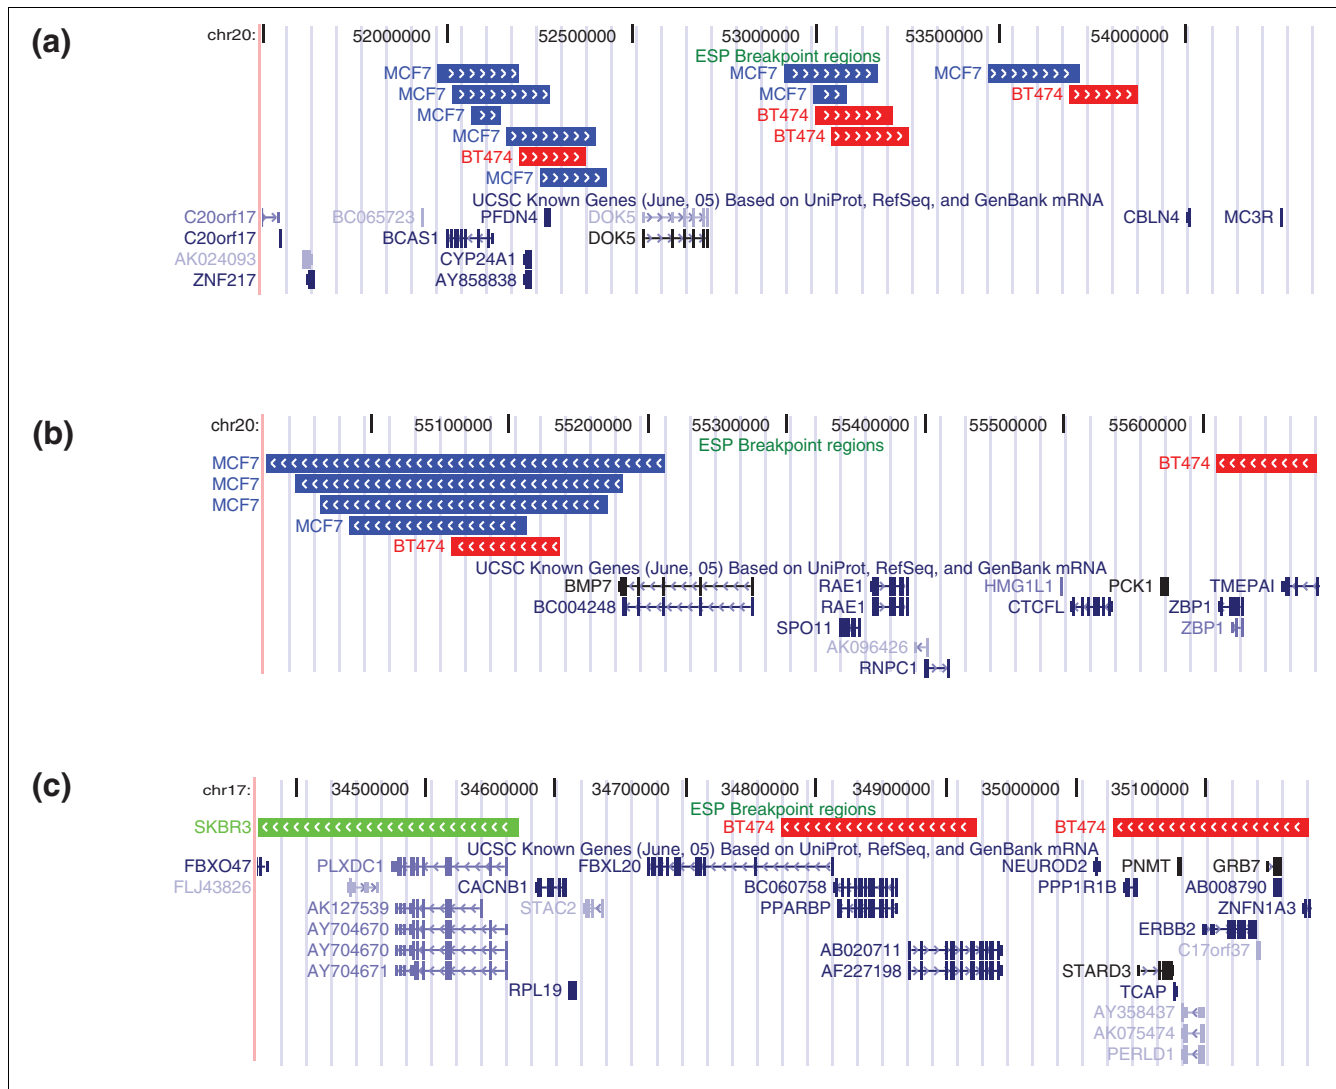 (a)
chr20: 52000000 52500000 53000000 53500000 54000000
ESP Breakpoint regions
MCF7 MCF7 MCF7
MCF7 MCF7 BT474
MCF7 BT474
MCF7 BT474
BT474
MCF7
UCSC Known Genes (June, 05) Based on UniProt, RefSeq, and GenBank mRNA
C20orf17 BC065723 PFDN4 DOK5 CBLN4 MC3R
C20orf17 BCAS1 DOK5
AK024093 CYP24A1
ZNF217 AY858838
(b)
chr20: 55100000 55200000 55300000 55400000 55500000 55600000
ESP Breakpoint regions
MCF7 BT474
MCF7
MCF7
MCF7
BT474
UCSC Known Genes (June, 05) Based on UniProt, RefSeq, and GenBank mRNA
BMP7 RAE1 HMG1L1 PCK1 TMEPAI
BC004248 RAE1 CTCFL ZBP1
SPO11 ZBP1
AK096426
RNPC1
(c)
chr17: 34500000 34600000 34700000 34800000 34900000 35000000 35100000
ESP Breakpoint regions
SKBR3 BT474 BT474
UCSC Known Genes (June, 05) Based on UniProt, RefSeq, and GenBank mRNA
FBXO47 PLXDC1 FBXL20 NEUROD2 PNMT GRB7
FLJ43826 CACNB1 BC060758 PPP1R1B AB008790
AK127539 STAC2 PPARBP ZNFN1A3
AY704670 ERBB2
AY704670 AB020711 C17orf37
AY704671 AF227198 STARD3
RPL19 TCAP
AY358437
AK075474
PERLD1